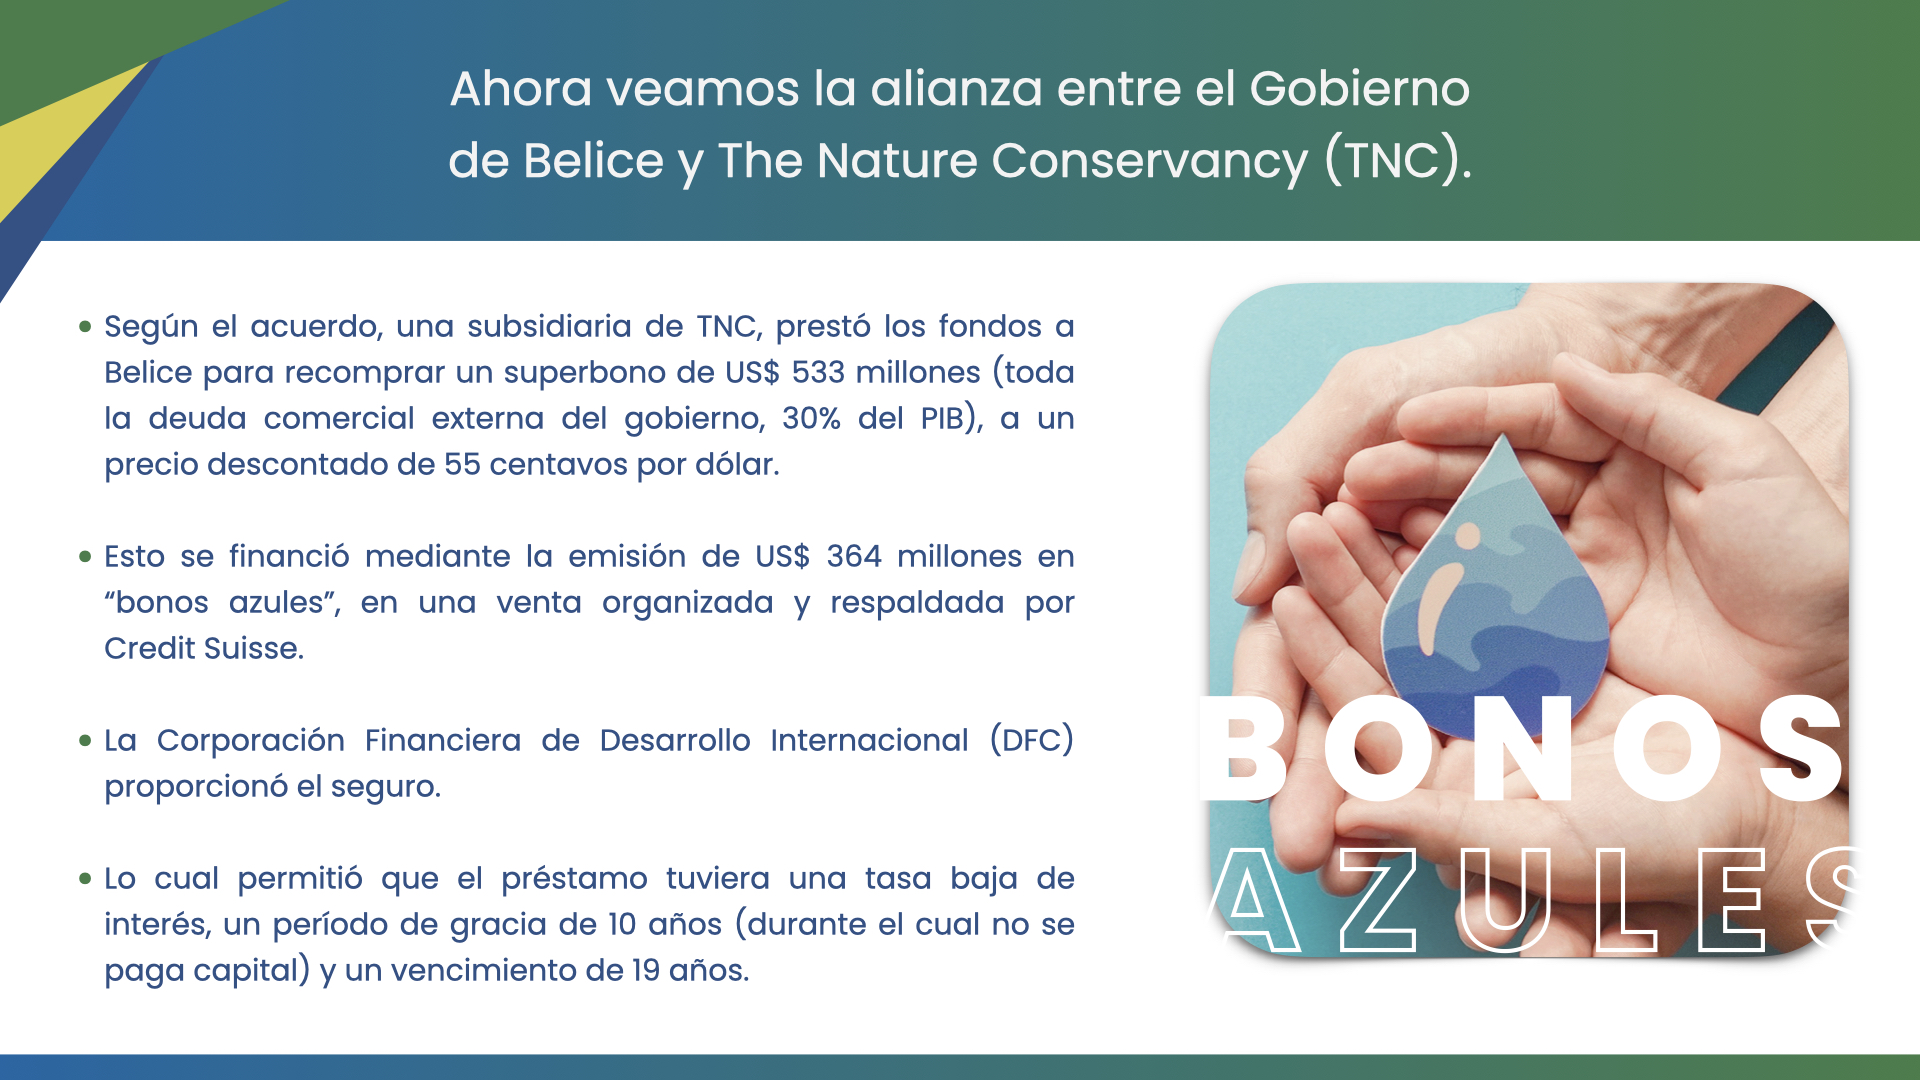 Ahora veamos la alianza entre el Gobierno
de Belice y The Nature Conservancy (TNC).
• Según el acuerdo, una subsidiaria de TNC, prestó los fondos a
Belice para recomprar un superbono de US$ 533 millones (toda
la deuda comercial externa del gobierno, 30% del PIB), a un
precio descontado de 55 centavos por dólar.
• Esto se financió mediante la emisión de US$ 364 millones en
“bonos azules”, en una venta organizada y respaldada por
Credit Suisse.
• La Corporación Financiera de Desarrollo Internacional (DFC)
proporcionó el seguro.
• Lo cual permitió que el préstamo tuviera una tasa baja de
interés, un período de gracia de 10 años (durante el cual no se
paga capital) y un vencimiento de 19 años.
BONOS
AZULES